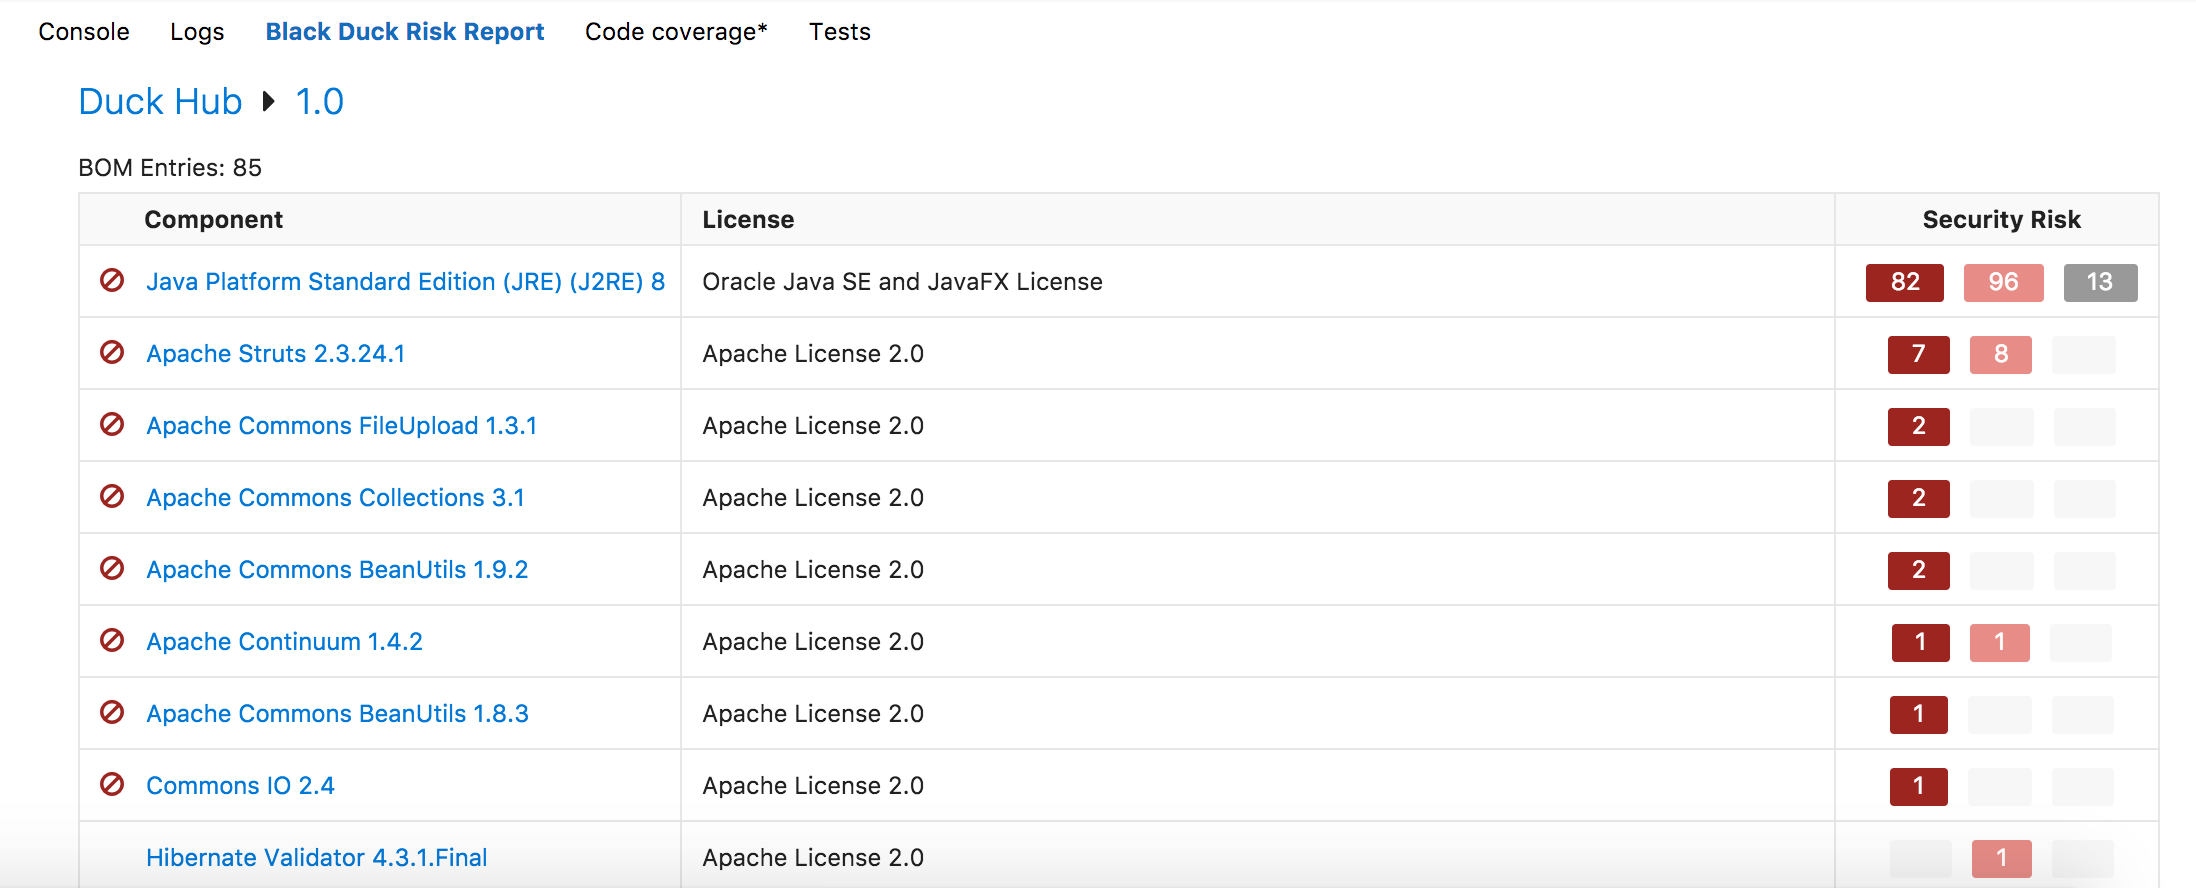 Console Logs Black Duck Risk Report Code coverage* Tests
Duck Hub 1.0
BOM Entries: 85
Component License Security Risk
Java Platform Standard Edition (JRE) (J2RE) 8 Oracle Java SE and JavaFX License 82 96 13
Apache Struts 2.3.24.1 Apache License 2.0 7 8
Apache Commons FileUpload 1.3.1 Apache License 2.0 2
Apache Commons Collections 3.1 Apache License 2.0 2
Apache Commons BeanUtils 1.9.2 Apache License 2.0 2
Apache Continuum 1.4.2 Apache License 2.0 1 1
Apache Commons BeanUtils 1.8.3 Apache License 2.0 1
Commons IO 2.4 Apache License 2.0 1
Hibernate Validator 4.3.1.Final Apache License 2.0 1